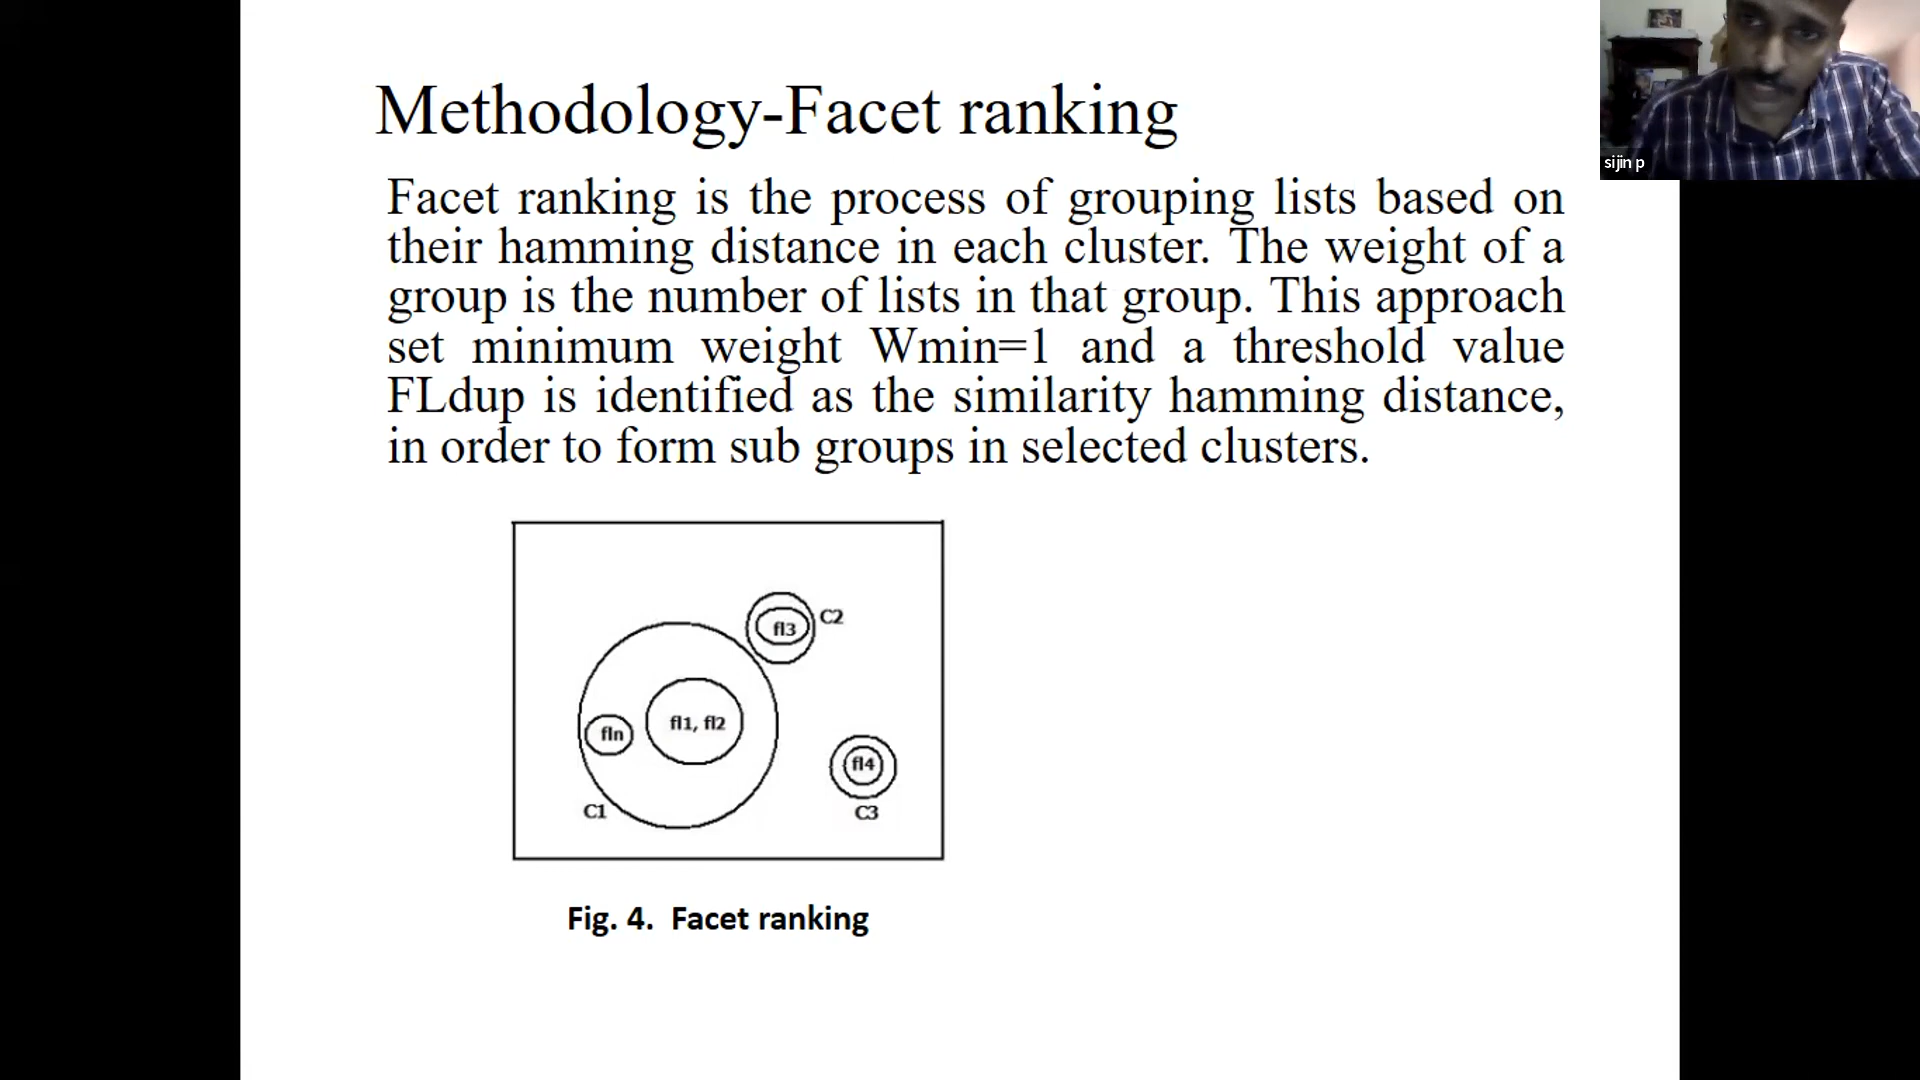 Methodology-Facet ranking
sijin p
Facet ranking is the process of grouping lists based on
their hamming distance in each cluster. The weight of a
group is the number of lists in that group. This approach
set minimum weight Wmin=1 and a threshold value
FLdup is identified as the similarity hamming distance,
in order to form sub groups in selected clusters.
fl3
C2
fl1, fl2
fln
fl4
C1
C3
Fig. 4. Facet ranking